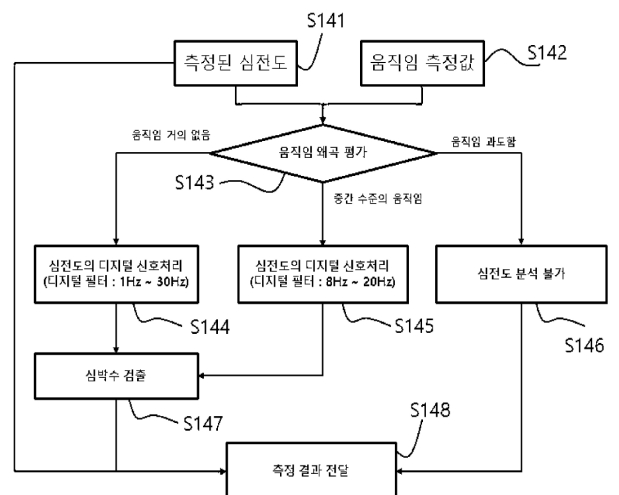 S141
측정된 심전도
움직임 측정값
S142
움직임 거의 없음
움직임 과도함
움직임 왜곡 평가
S143
중간 수준의 움직임
심전도의 디지털 신호처리
(디지털 필터 : 1Hz ~ 30Hz)
심전도의 디지털 신호처리
(디지털 필터 : 8Hz ~ 20Hz)
심전도 분석 불가
S144
S145
S146
심박수 검출
S147
S148
측정 결과 전달